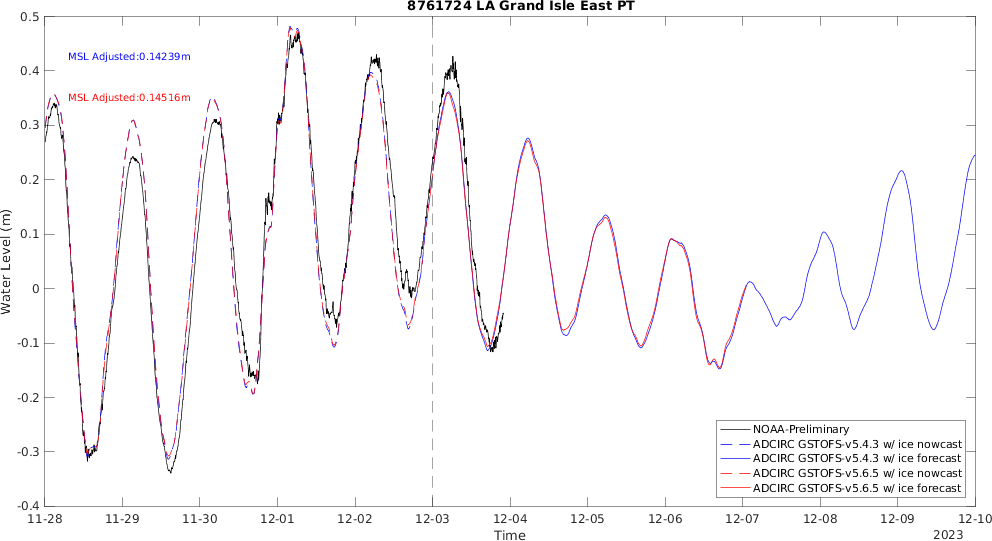 8761724 LA Grand Isle East PT
0.5
MSL Adjusted:0.14239m
0.4
MSL Adjusted:0.14516m
0.3
0.2
0.1
Water Level (m)
0
-0.1
-0.2
NOAA-Preliminary
ADCIRC GSTOFS-v5.4.3 w/ ice nowcast
-0.3
ADCIRC GSTOFS-v5.4.3 w/ ice forecast
ADCIRC GSTOFS-v5.6.5 w/ ice nowcast
ADCIRC GSTOFS-v5.6.5 w/ ice forecast
-0.4
11-28 11-29 11-30 12-01 12-02 12-03 12-04 12-05 12-06 12-07 12-08 12-09 12-10
Time
2023